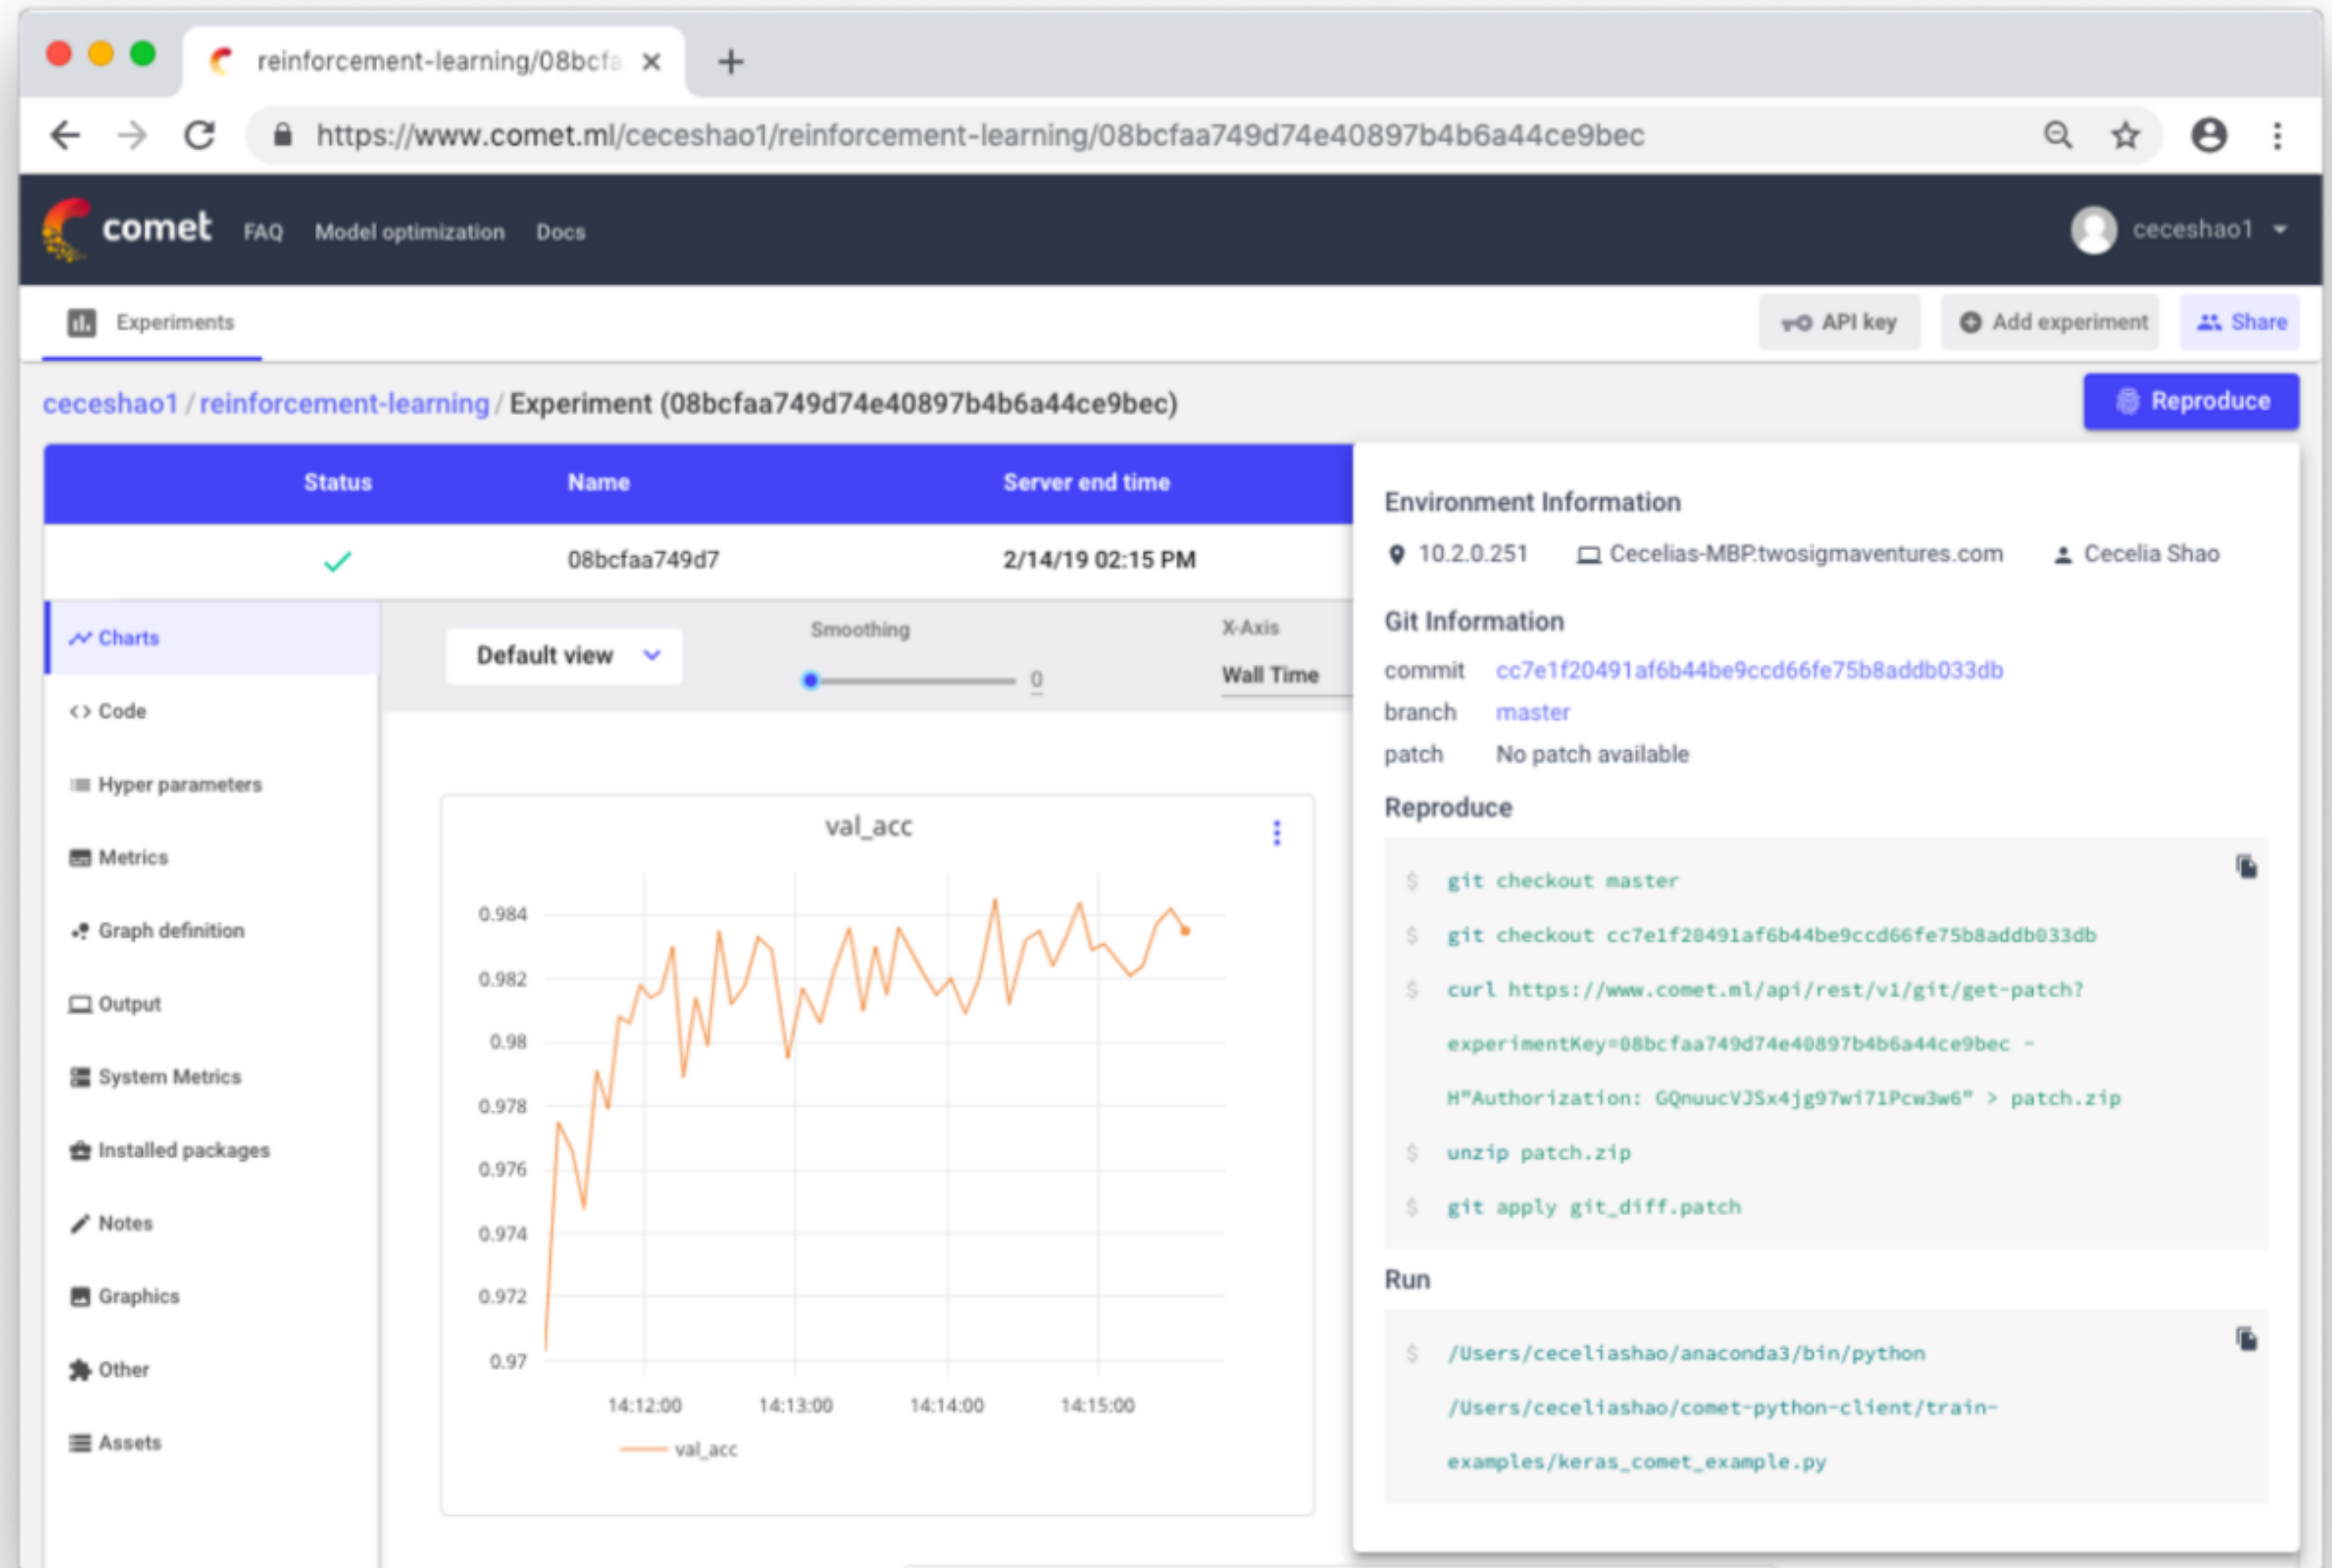 reinforcement-learning/08bcfa
https://www.comet.ml/ceceshao1/reinforcement-learning/08bcfaa749d74e40897b4b6a44ce9bec
comet FAQ Model optimization Docs ceceshao1
Experiments API key Add experiment Share
ceceshao1 / reinforcement-learning / Experiment (08bcfaa749d74e40897b4b6a44ce9bec) Reproduce
Status Name Server end time
08bcfaa749d7 2/14/19 02:15 PM
Charts
Code
Hyper parameters
Metrics
Graph definition
Output
System Metrics
Installed packages
Notes
Graphics
Other
Assets
Default view
Smoothing
0
X-Axis
Wall Time
val_acc
0.984
0.982
0.98
0.978
0.976
0.974
0.972
0.97
14:12:00 14:13:00 14:14:00 14:15:00
val_acc
Environment Information
10.2.0.251 Cecelias-MBP.twosigmaventures.com Cecelia Shao
Git Information
commit cc7e1f20491af6b44be9ccd66fe75b8addb033db
branch master
patch No patch available
Reproduce
$ git checkout master
$ git checkout cc7e1f20491af6b44be9ccd66fe75b8addb033db
$ curl https://www.comet.ml/api/rest/v1/git/get-patch?
experimentKey=08bcfaa749d74e40897b4b6a44ce9bec -
H"Authorization: GQnuucVJSx4jg97wi71Pcw3w6" > patch.zip
$ unzip patch.zip
$ git apply git_diff.patch
Run
$ /Users/ceceliashao/anaconda3/bin/python
/Users/ceceliashao/comet-python-client/train-
examples/keras_comet_example.py